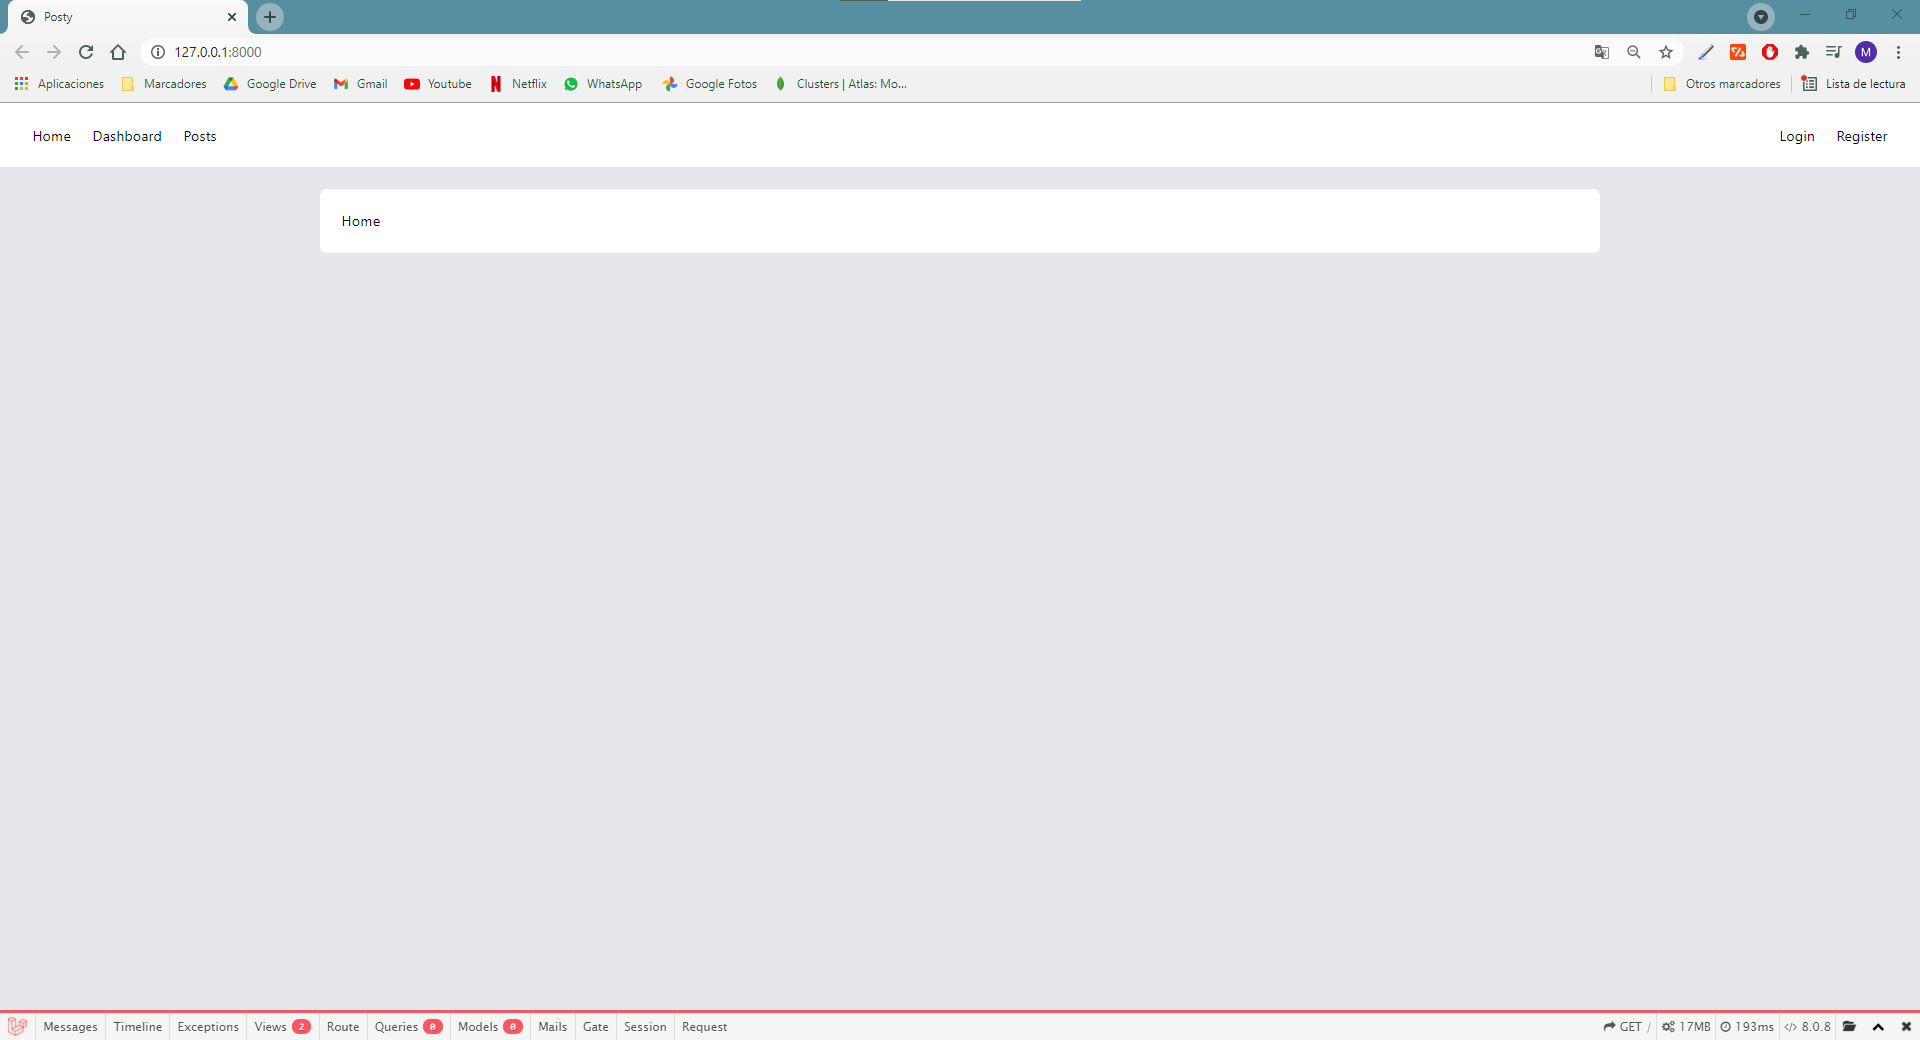 Posty
127.0.0.1:8000
Aplicaciones Marcadores Google Drive Gmail Youtube Netflix WhatsApp Google Fotos Clusters | Atlas: Mo... Otros marcadores Lista de lectura
M
Home Dashboard Posts Login Register
Home
Messages Timeline Exceptions Views 2 Route Queries 0 Models 0 Mails Gate Session Request GET / 17MB 193ms 8.0.8